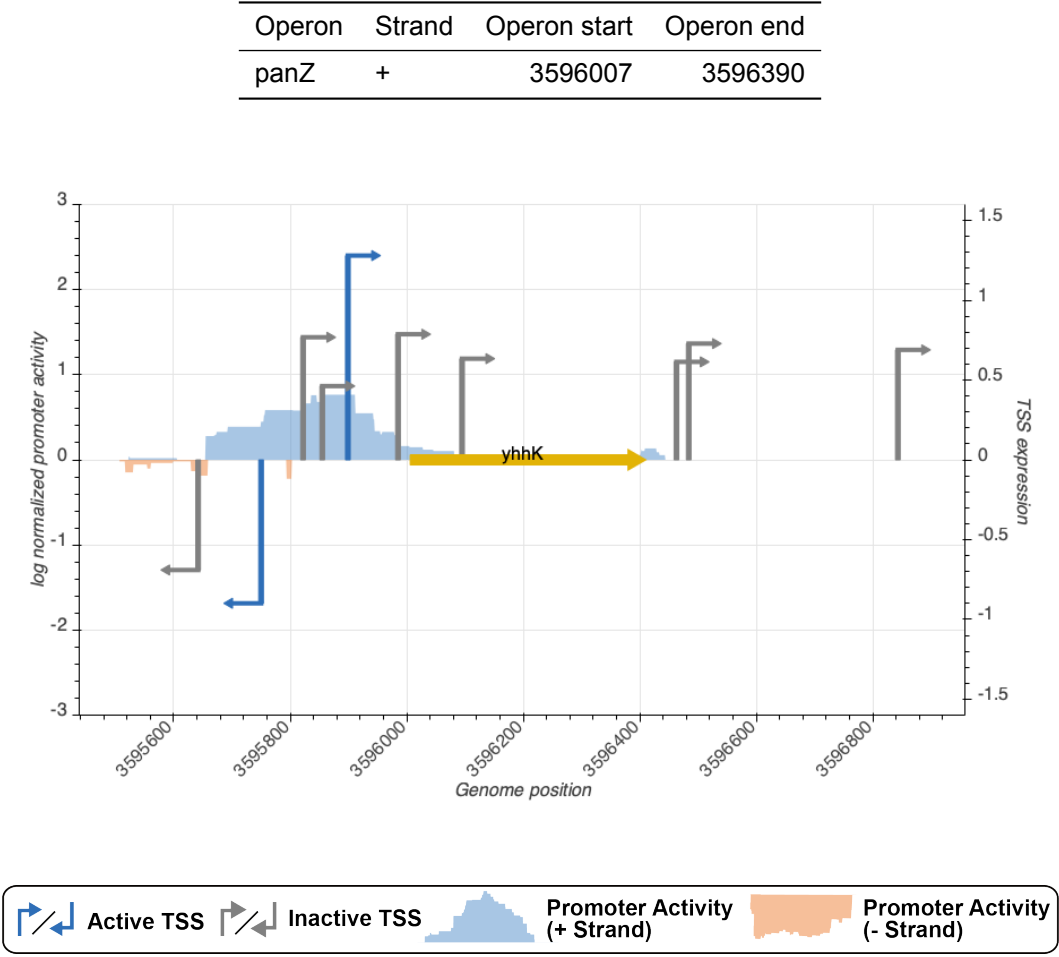 Operon Strand Operon start Operon end
panZ + 3596007 3596390
3
2
1
0
-1
-2
-3
log normalized promoter activity
1.5
1
0.5
0
-0.5
-1
-1.5
TSS expression
yhhK
3595600 3595800 3596000 3596200 3596400 3596600 3596800
Genome position
Active TSS
Inactive TSS
Promoter Activity
(+ Strand)
Promoter Activity
(- Strand)